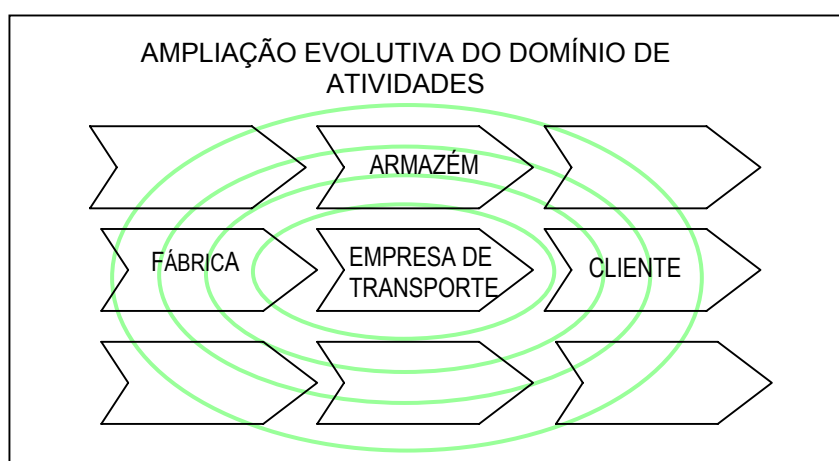 AMPLIAÇÃO EVOLUTIVA DO DOMÍNIO DE
ATIVIDADES
ARMAZÉM
FÁBRICA
EMPRESA DE
TRANSPORTE
CLIENTE